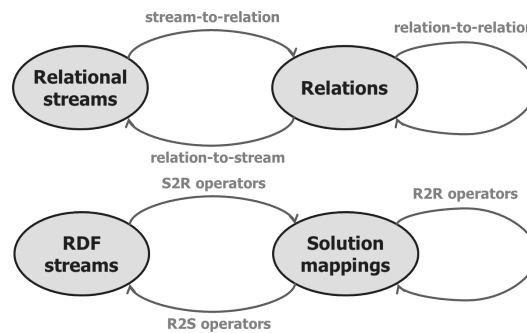 stream-to-relation
relation-to-relation
Relational
streams
Relations
relation-to-stream
S2R operators
R2R operators
RDF
streams
Solution
mappings
R2S operators